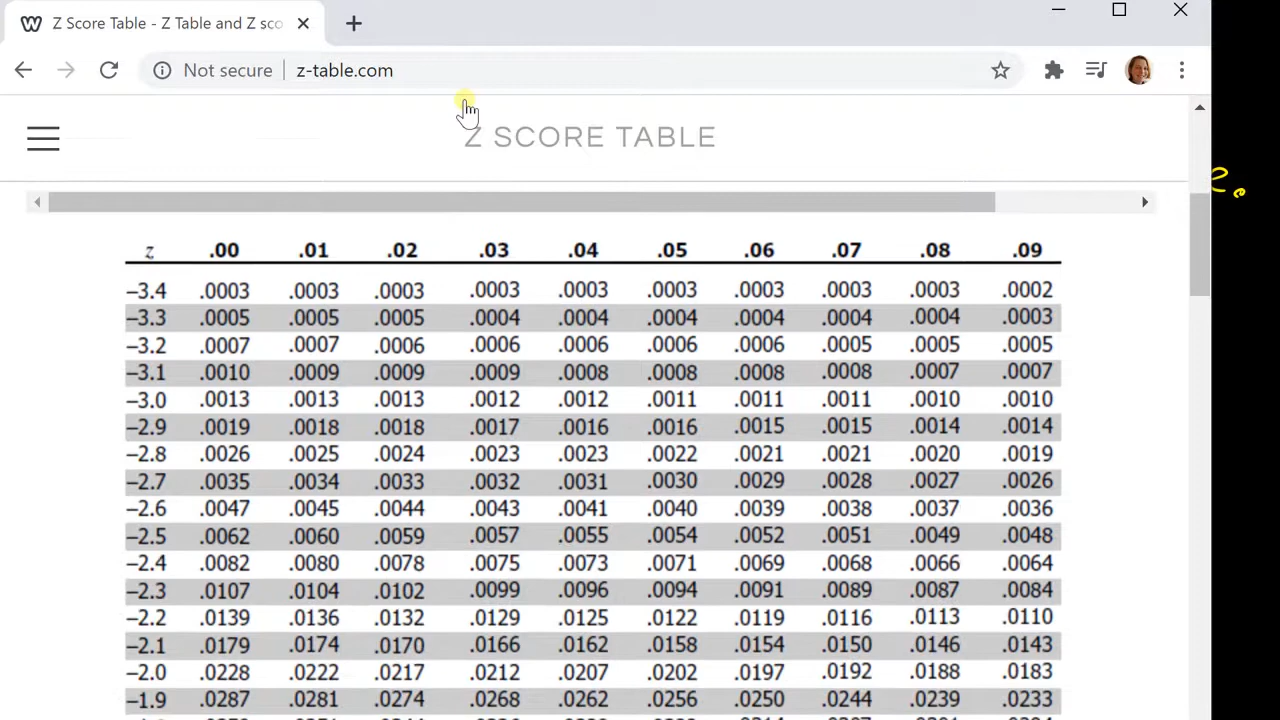 Z Score Table - Z Table and Z sco
Not secure | z-table.com
Z SCORE TABLE
e.
z .00 .01 .02 .03 .04 .05 .06 .07 .08 .09
–3.4 .0003 .0003 .0003 .0003 .0003 .0003 .0003 .0003 .0003 .0002
–3.3 .0005 .0005 .0005 .0004 .0004 .0004 .0004 .0004 .0004 .0003
–3.2 .0007 .0007 .0006 .0006 .0006 .0006 .0006 .0005 .0005 .0005
–3.1 .0010 .0009 .0009 .0009 .0008 .0008 .0008 .0008 .0007 .0007
–3.0 .0013 .0013 .0013 .0012 .0012 .0011 .0011 .0011 .0010 .0010
–2.9 .0019 .0018 .0018 .0017 .0016 .0016 .0015 .0015 .0014 .0014
–2.8 .0026 .0025 .0024 .0023 .0023 .0022 .0021 .0021 .0020 .0019
–2.7 .0035 .0034 .0033 .0032 .0031 .0030 .0029 .0028 .0027 .0026
–2.6 .0047 .0045 .0044 .0043 .0041 .0040 .0039 .0038 .0037 .0036
–2.5 .0062 .0060 .0059 .0057 .0055 .0054 .0052 .0051 .0049 .0048
–2.4 .0082 .0080 .0078 .0075 .0073 .0071 .0069 .0068 .0066 .0064
–2.3 .0107 .0104 .0102 .0099 .0096 .0094 .0091 .0089 .0087 .0084
–2.2 .0139 .0136 .0132 .0129 .0125 .0122 .0119 .0116 .0113 .0110
–2.1 .0179 .0174 .0170 .0166 .0162 .0158 .0154 .0150 .0146 .0143
–2.0 .0228 .0222 .0217 .0212 .0207 .0202 .0197 .0192 .0188 .0183
–1.9 .0287 .0281 .0274 .0268 .0262 .0256 .0250 .0244 .0239 .0233